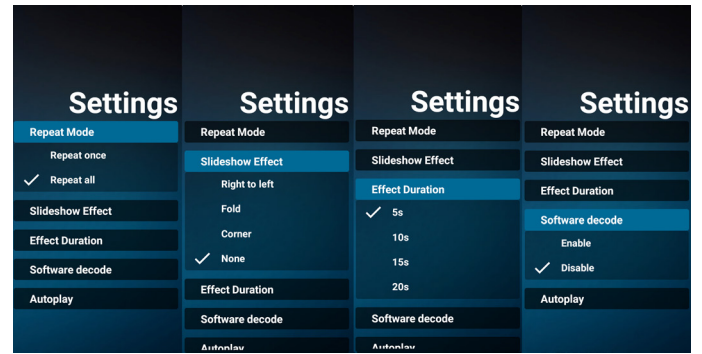 Settings
Repeat Mode
Repeat once
Repeat all
Slideshow Effect
Effect Duration
Software decode
Autoplay
Settings
Repeat Mode
Slideshow Effect
Right to left
Fold
Corner
None
Effect Duration
Software decode
Autoplay
Settings
Repeat Mode
Slideshow Effect
Effect Duration
5s
10s
15s
20s
Software decode
Autoplay
Settings
Repeat Mode
Slideshow Effect
Effect Duration
Software decode
Enable
Disable
Autoplay